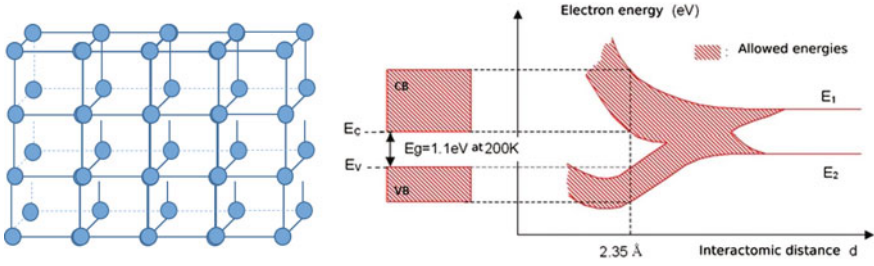 Electron energy (eV)
: Allowed energies
CB
E1
EC
Eg=1.1eV at 200K
EV
E2
VB
2.35 Å
Interactomic distance d